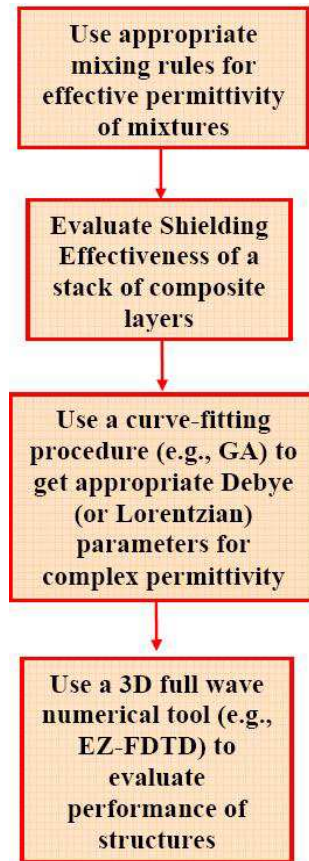 Use appropriate
mixing rules for
effective permittivity
of mixtures
Evaluate Shielding
Effectiveness of a
stack of composite
layers
Use a curve-fitting
procedure (e.g., GA) to
get appropriate Debye
(or Lorentzian)
parameters for
complex permittivity
Use a 3D full wave
numerical tool (e.g.,
EZ-FDTD) to
evaluate
performance of
structures